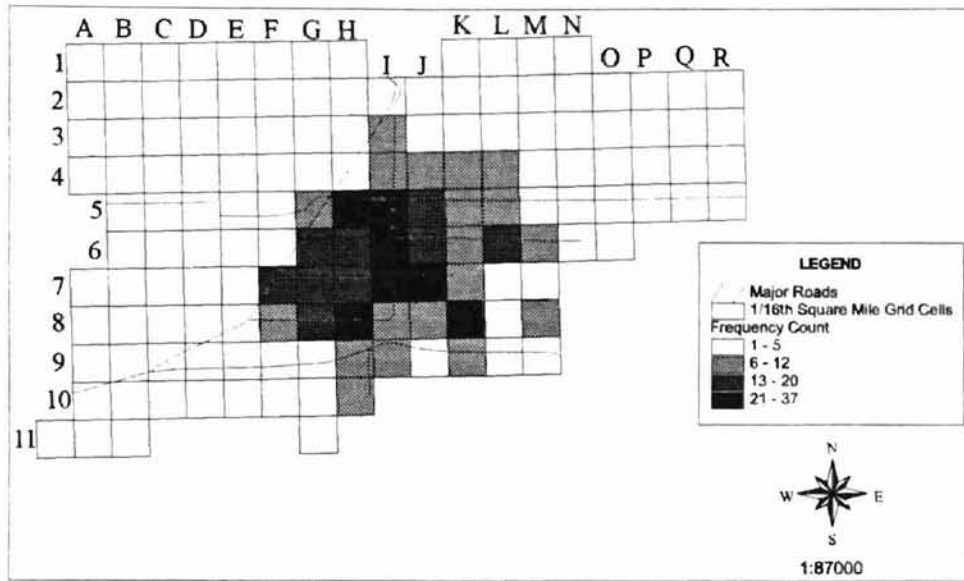 A B C D E F G H I J K L M N O P Q R
1
2
3
4
5
6
7
8
9
10
11
LEGEND
Major Roads
1/16th Square Mile Grid Cells
Frequency Count
1 - 5
6 - 12
13 - 20
21 - 37
N
W E
S
1:87000